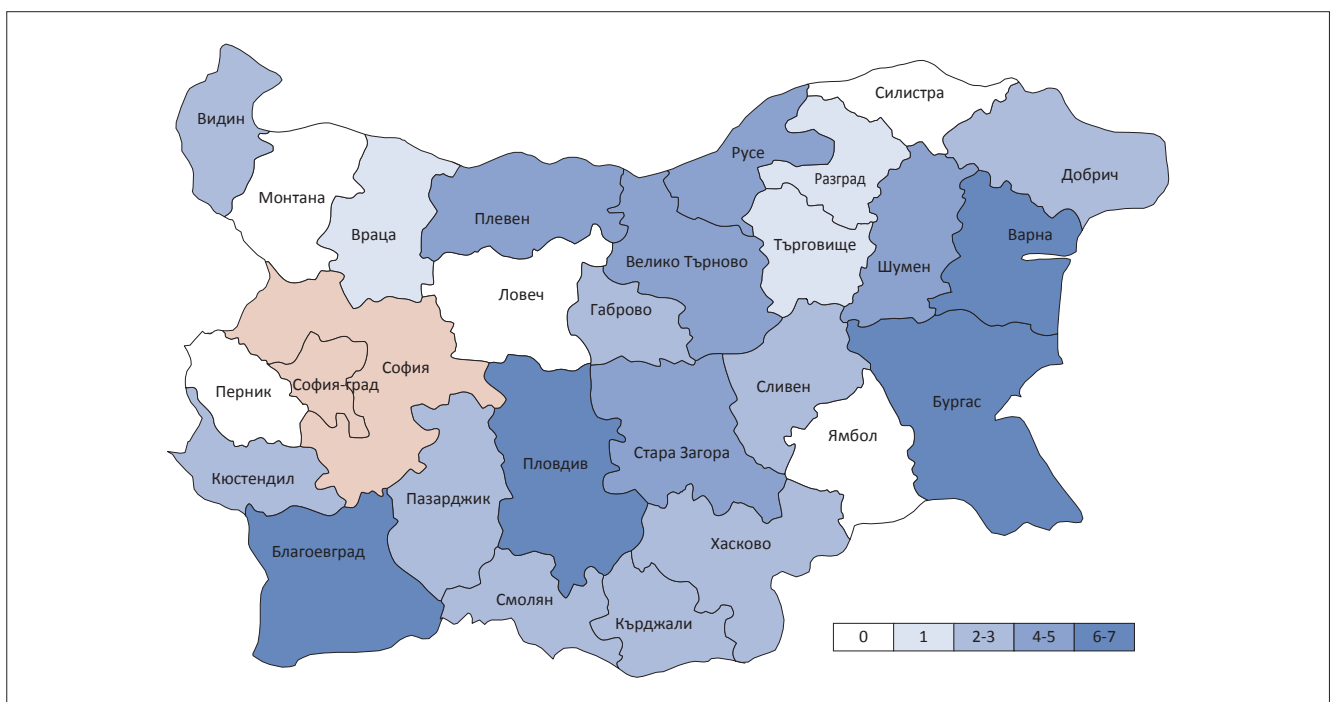 Силистра
Видин
Русе
Добрич
Разград
Монтана
Плевен
Враца
Варна
Търговище
Велико Търново
Шумен
Ловеч
Габрово
София
София-град
Сливен
Перник
Бургас
Ямбол
Стара Загора
Пловдив
Кюстендил
Пазарджик
Хасково
Благоевград
Смолян
Кърджали
0 1 2-3 4-5 6-7